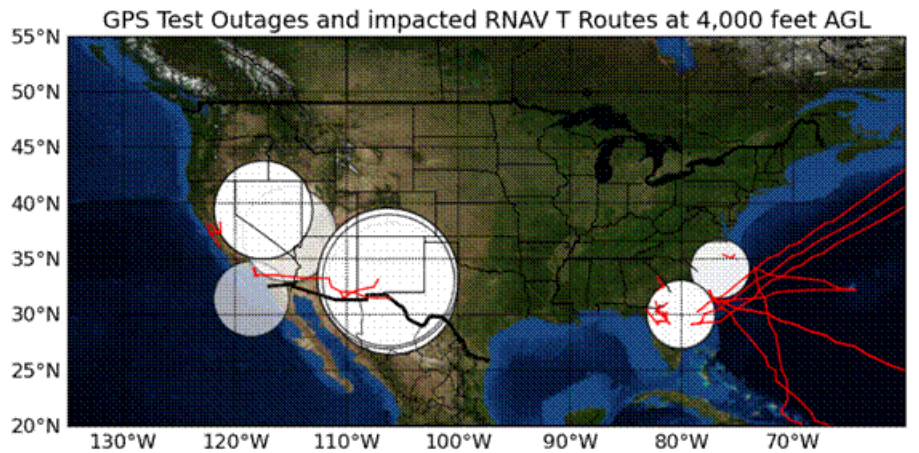 GPS Test Outages and impacted RNAV T Routes at 4,000 feet AGL
55°N
50°N
45°N
40°N
35°N
30°N
25°N
20°N
130°W 120°W 110°W 100°W 90°W 80°W 70°W